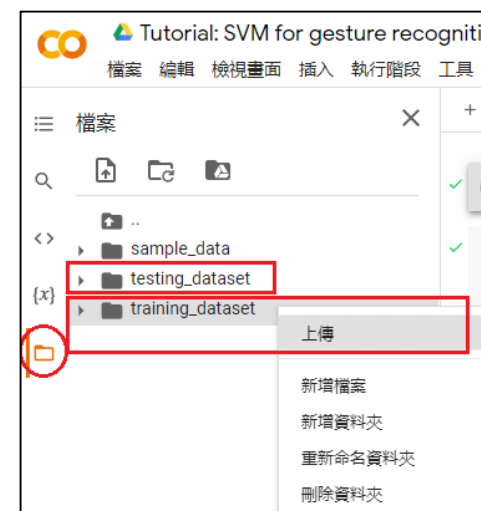 Tutorial: SVM for gesture recogniti
檔案 編輯 檢視畫面 插入 執行階段 工具
檔案
..
sample_data
testing_dataset
training_dataset
上傳
新增檔案
新增資料夾
重新命名資料夾
刪除資料夾
{x}